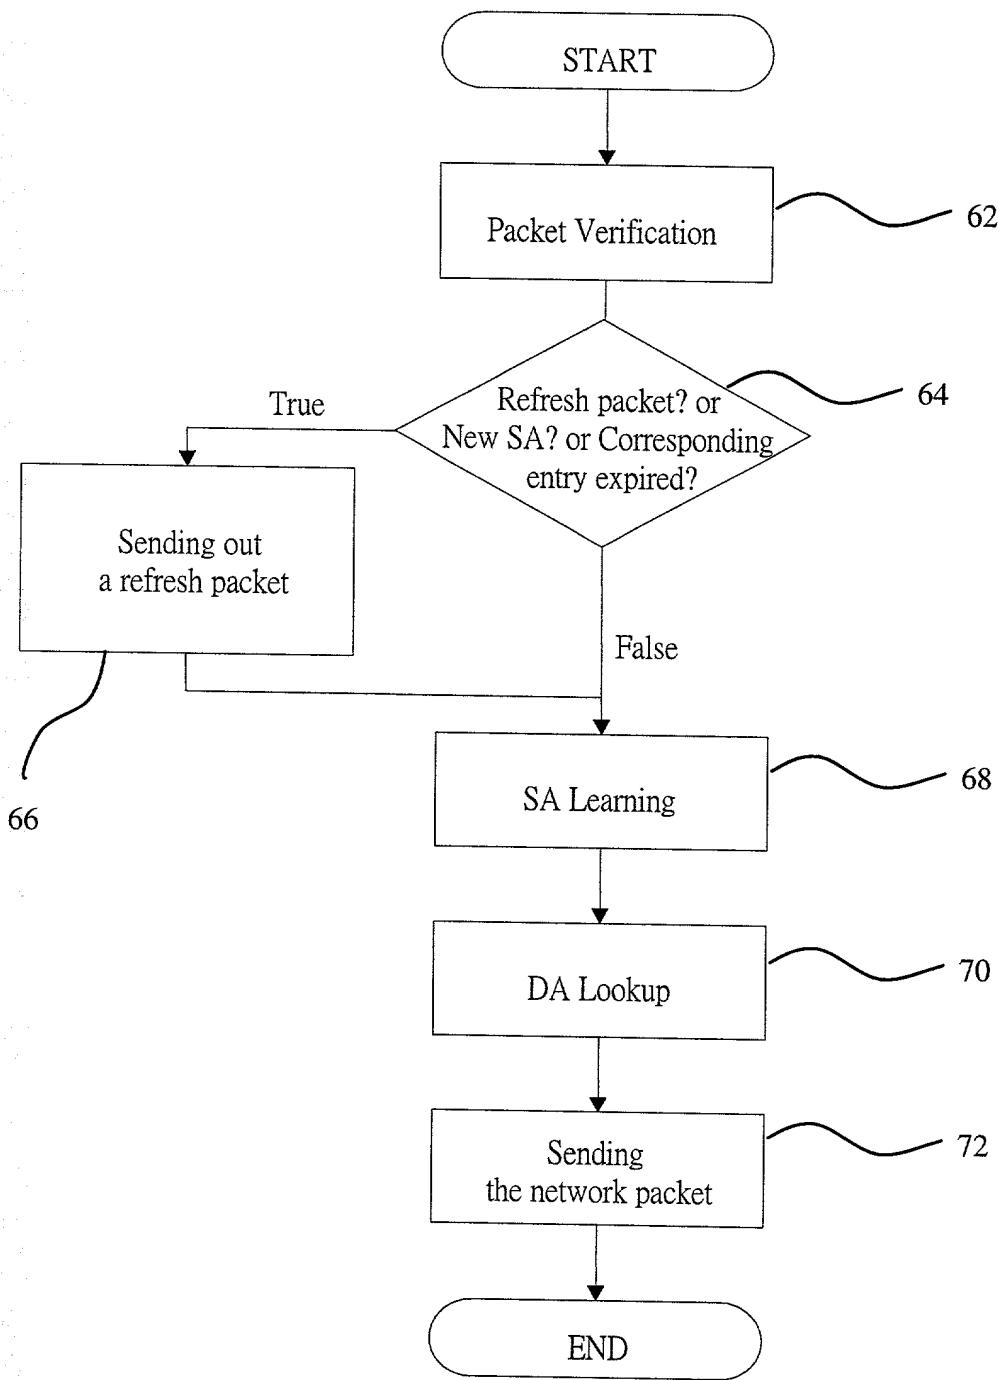 START
Packet Verification
62
Refresh packet? or
New SA? or Corresponding
entry expired?
64
True
Sending out
a refresh packet
False
66
SA Learning
68
DA Lookup
70
Sending
the network packet
72
END